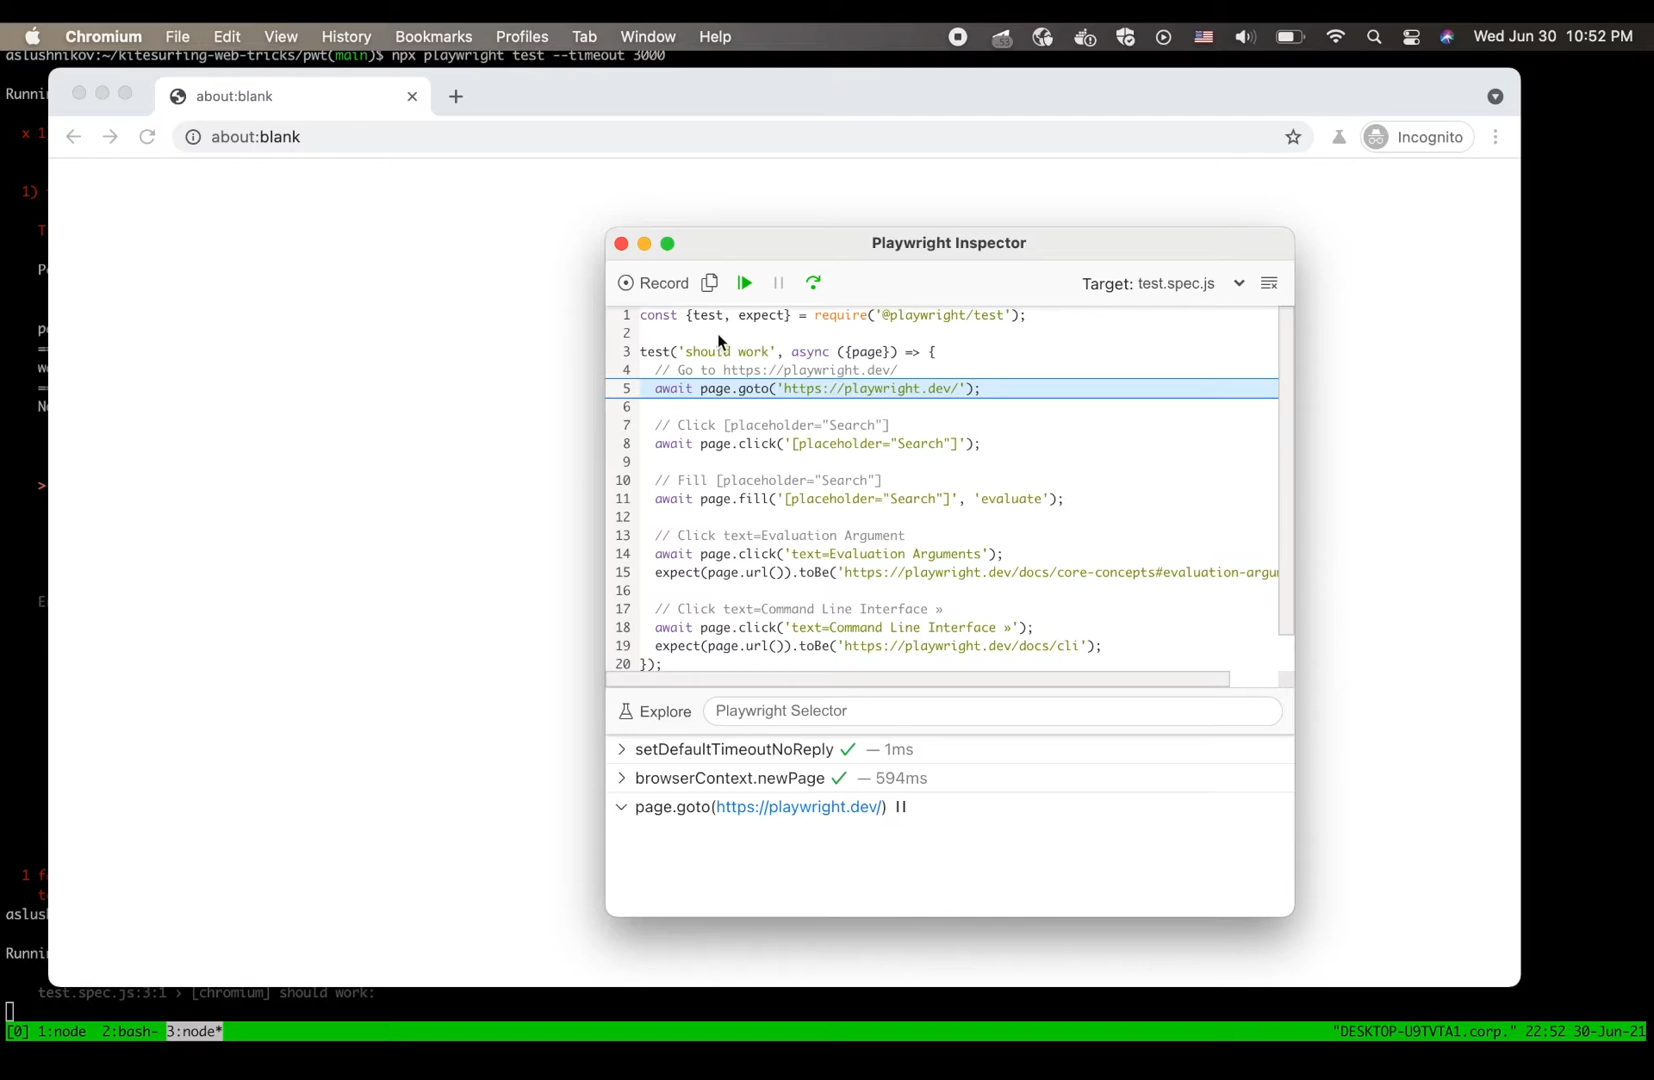 Chromium File Edit View History Bookmarks Profiles Tab Window Help Wed Jun 30 10:52 PM
aslushnikov:~/kitesurfing-web-tricks/pwt(main)$ npx playwright test --timeout 3000
about:blank
about:blank
Incognito
x 1
1)
Playwright Inspector
Record
Target: test.spec.js
1 const {test, expect} = require('@playwright/test');
2
3 test('should work', async ({page}) => {
4 // Go to https://playwright.dev/
5 await page.goto('https://playwright.dev/');
6
7 // Click [placeholder="Search"]
8 await page.click('[placeholder="Search"]');
9
10 // Fill [placeholder="Search"]
11 await page.fill('[placeholder="Search"]', 'evaluate');
12
13 // Click text=Evaluation Argument
14 await page.click('text=Evaluation Arguments');
15 expect(page.url()).toBe('https://playwright.dev/docs/core-concepts#evaluation-argu
16
17 // Click text=Command Line Interface »
18 await page.click('text=Command Line Interface »');
19 expect(page.url()).toBe('https://playwright.dev/docs/cli');
20 });
Explore Playwright Selector
> setDefaultTimeoutNoReply ✓ — 1ms
> browserContext.newPage ✓ — 594ms
page.goto(https://playwright.dev/)
1 f
aslush
Runni
test.spec.js:3:1 › [chromium] should work:
[0] 1:node 2:bash- 3:node* "DESKTOP-U9TVTA1.corp." 22:52 30-Jun-21